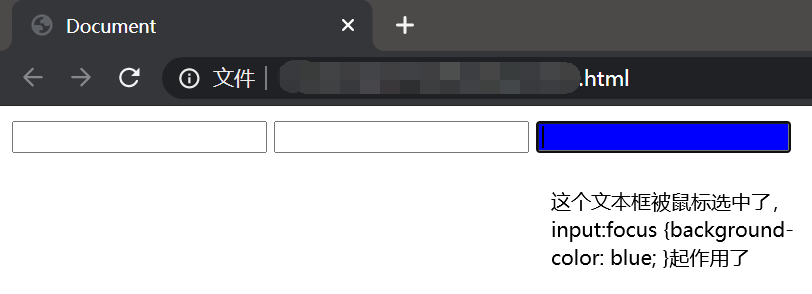 Document
文件
.html
这个文本框被鼠标选中了，
input:focus {background-
color: blue; }起作用了